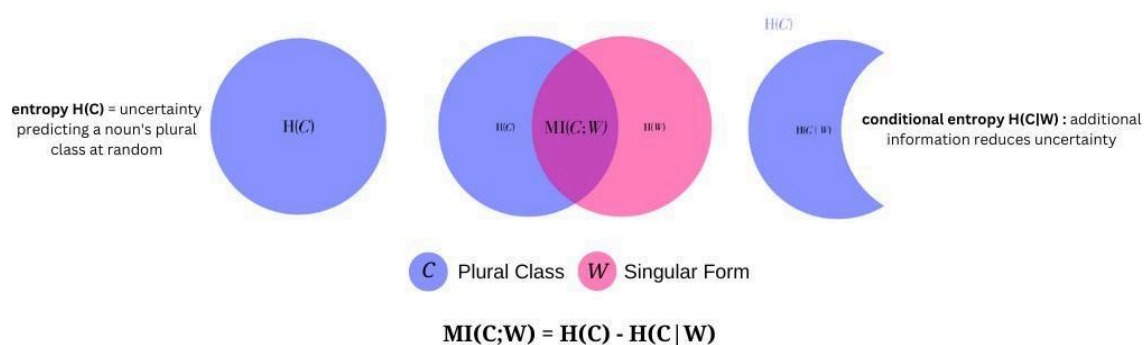 H(C)
entropy H(C) = uncertainty
predicting a noun's plural
class at random
H(C)
H(C)
MI(C;W)
H(W)
H(C | W)
conditional entropy H(C|W) : additional
information reduces uncertainty
C Plural Class W Singular Form
MI(C;W) = H(C) - H(C|W)